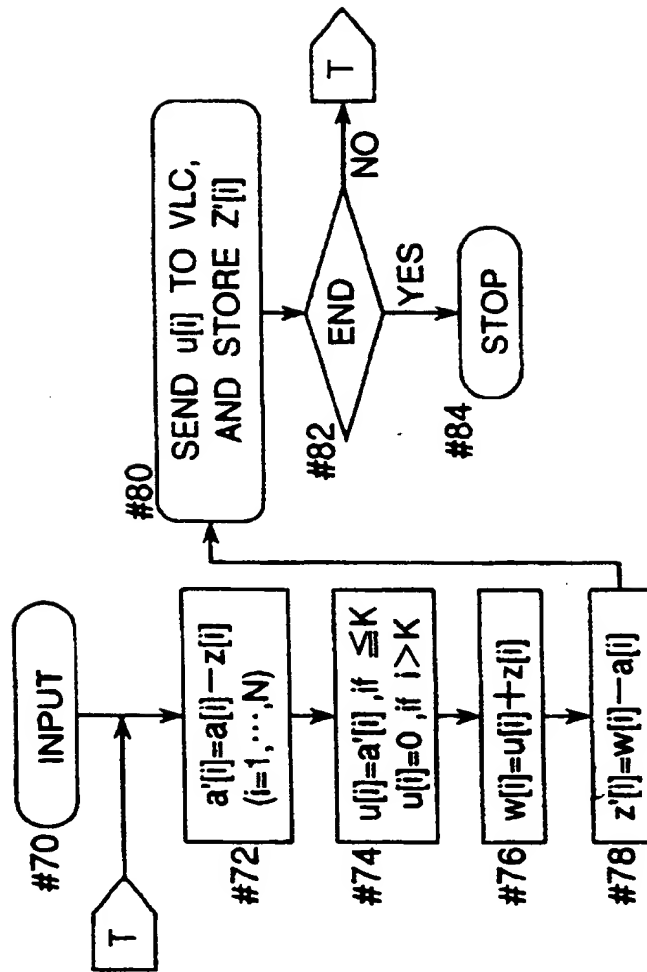 #70
INPUT
T
#72
a'[i]=a[i]−z[i]
(i=1,⋯,N)
#74
u[i]=a'[i] ,if ≦K
u[i]=0 ,if i>K
#76
w[i]=u[i]+z[i]
#78
z'[i]=w[i]−a[i]
#80
SEND u[i] TO VLC,
AND STORE Z'[i]
#82
END
NO
T
YES
#84
STOP